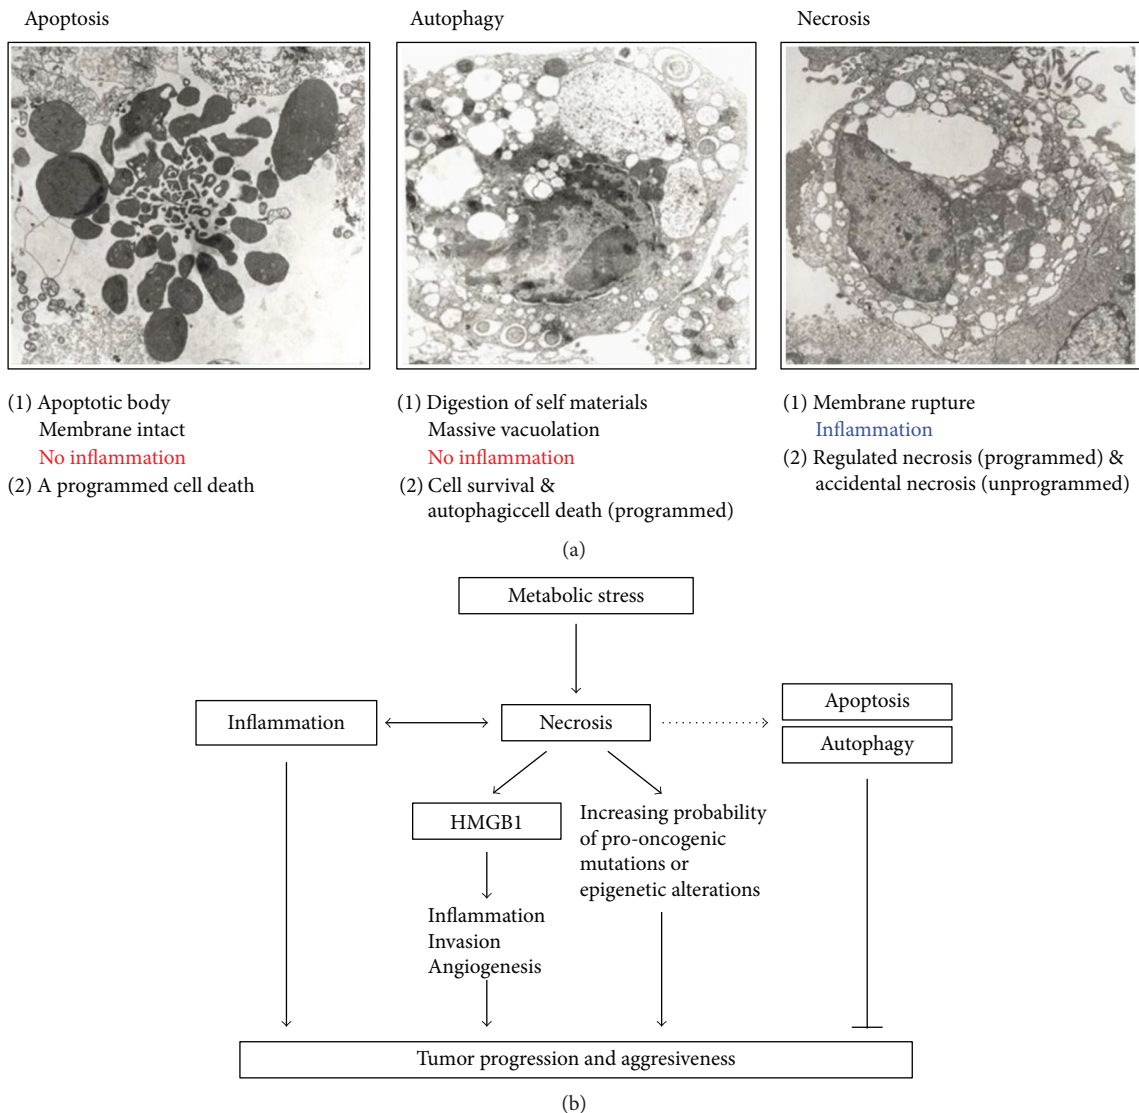 Apoptosis
Autophagy
Necrosis
(1) Apoptotic body
Membrane intact
No inflammation
(2) A programmed cell death
(1) Digestion of self materials
Massive vacuolation
No inflammation
(2) Cell survival &
autophagiccell death (programmed)
(1) Membrane rupture
Inflammation
(2) Regulated necrosis (programmed) &
accidental necrosis (unprogrammed)
(a)
Metabolic stress
Inflammation
Necrosis
Apoptosis
Autophagy
HMGB1
Increasing probability
of pro-oncogenic
mutations or
epigenetic alterations
Inflammation
Invasion
Angiogenesis
Tumor progression and aggresiveness
(b)